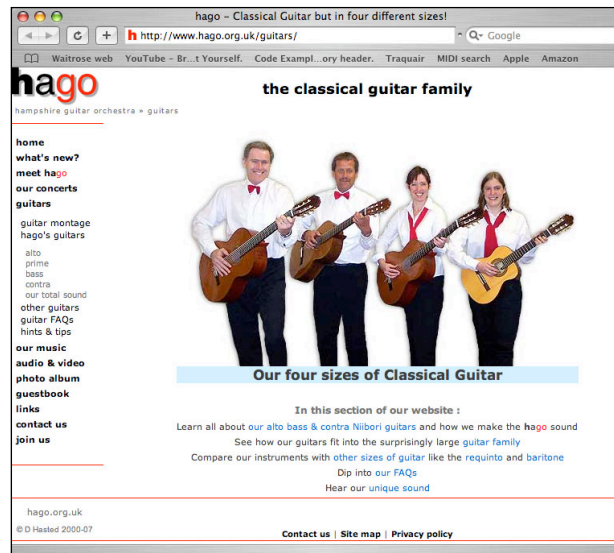 hago – Classical Guitar but in four different sizes!
h http://www.hago.org.uk/guitars/
Google
Waitrose web YouTube – Br...t Yourself. Code Exampl...ory header. Traquair MIDI search Apple Amazon
hago
the classical guitar family
hampshire guitar orchestra » guitars
home
what's new?
meet hago
our concerts
guitars
guitar montage
hago's guitars
alto
prime
bass
contra
our total sound
other guitars
guitar FAQs
hints & tips
our music
audio & video
photo album
guestbook
links
contact us
join us
Our four sizes of Classical Guitar
In this section of our website :
Learn all about our alto bass & contra Niibori guitars and how we make the hago sound
See how our guitars fit into the surprisingly large guitar family
Compare our instruments with other sizes of guitar like the requinto and baritone
Dip into our FAQs
Hear our unique sound
hago.org.uk
© D Hasted 2000-07
Contact us | Site map | Privacy policy